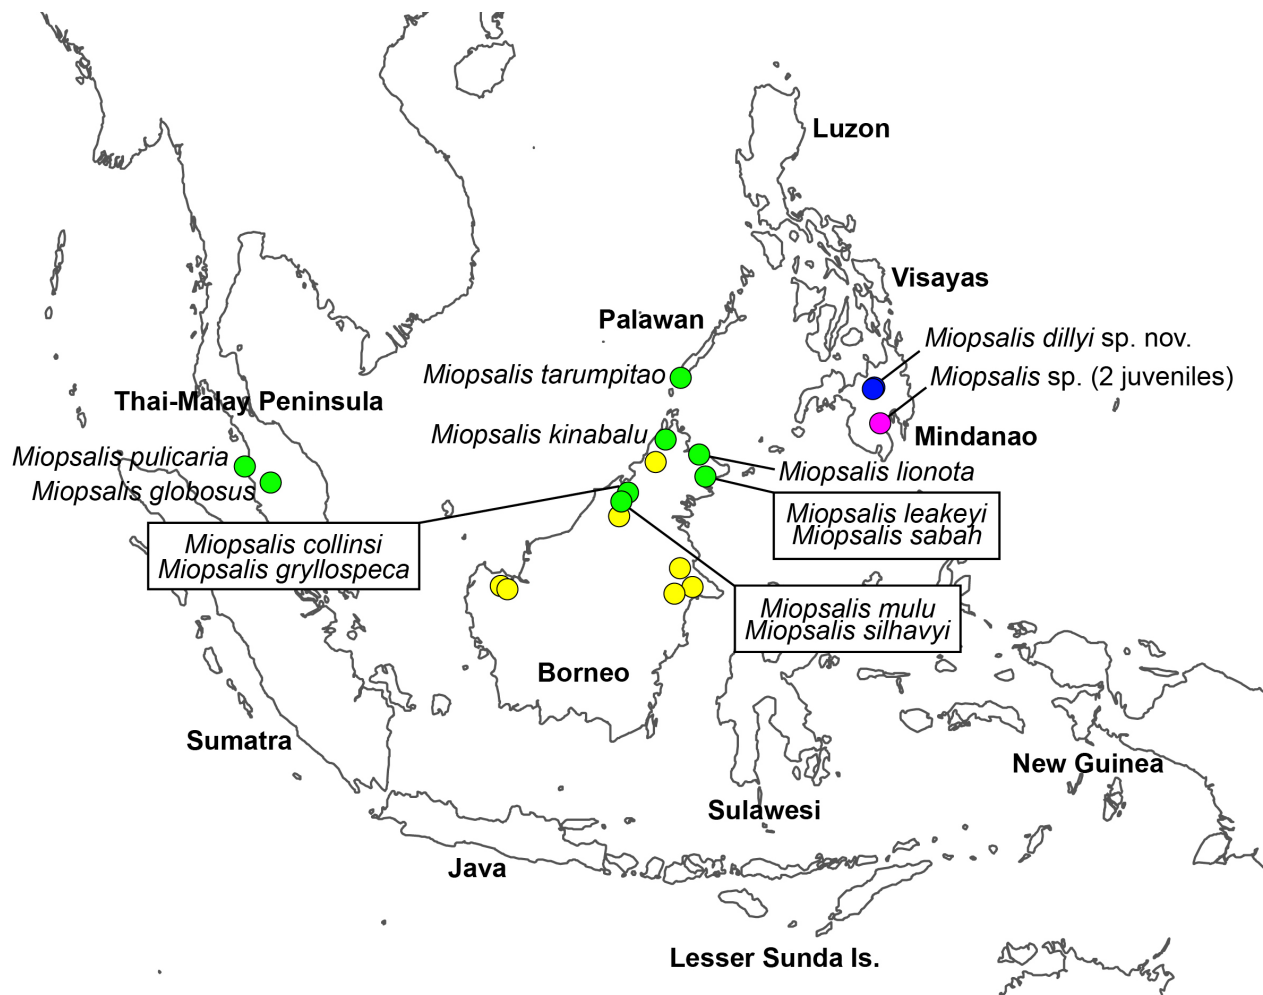 Luzon
Visayas
Palawan
Miopsalis dillyi sp. nov.
Miopsalis tarumpitao
Miopsalis sp. (2 juveniles)
Thai-Malay Peninsula
Miopsalis kinabalu
Mindanao
Miopsalis pulicaria
Miopsalis lionota
Miopsalis globosus
Miopsalis leakeyi
Miopsalis sabah
Miopsalis collinsi
Miopsalis gryllospeca
Miopsalis mulu
Miopsalis silhavyi
Borneo
Sumatra
New Guinea
Sulawesi
Java
Lesser Sunda Is.